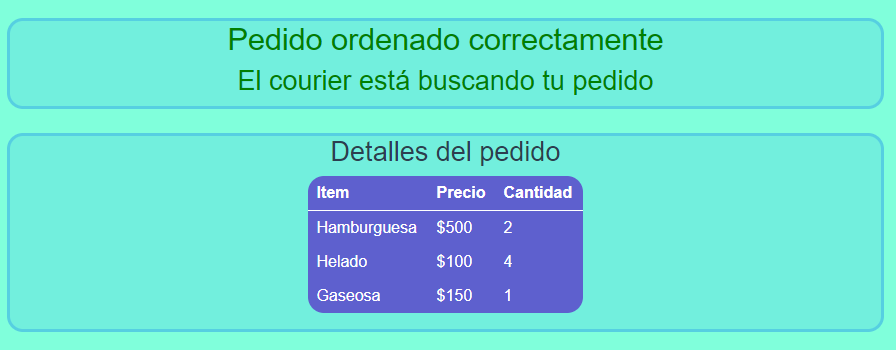 Pedido ordenado correctamente
El courier está buscando tu pedido
Detalles del pedido
Item Precio Cantidad
Hamburguesa $500 2
Helado $100 4
Gaseosa $150 1